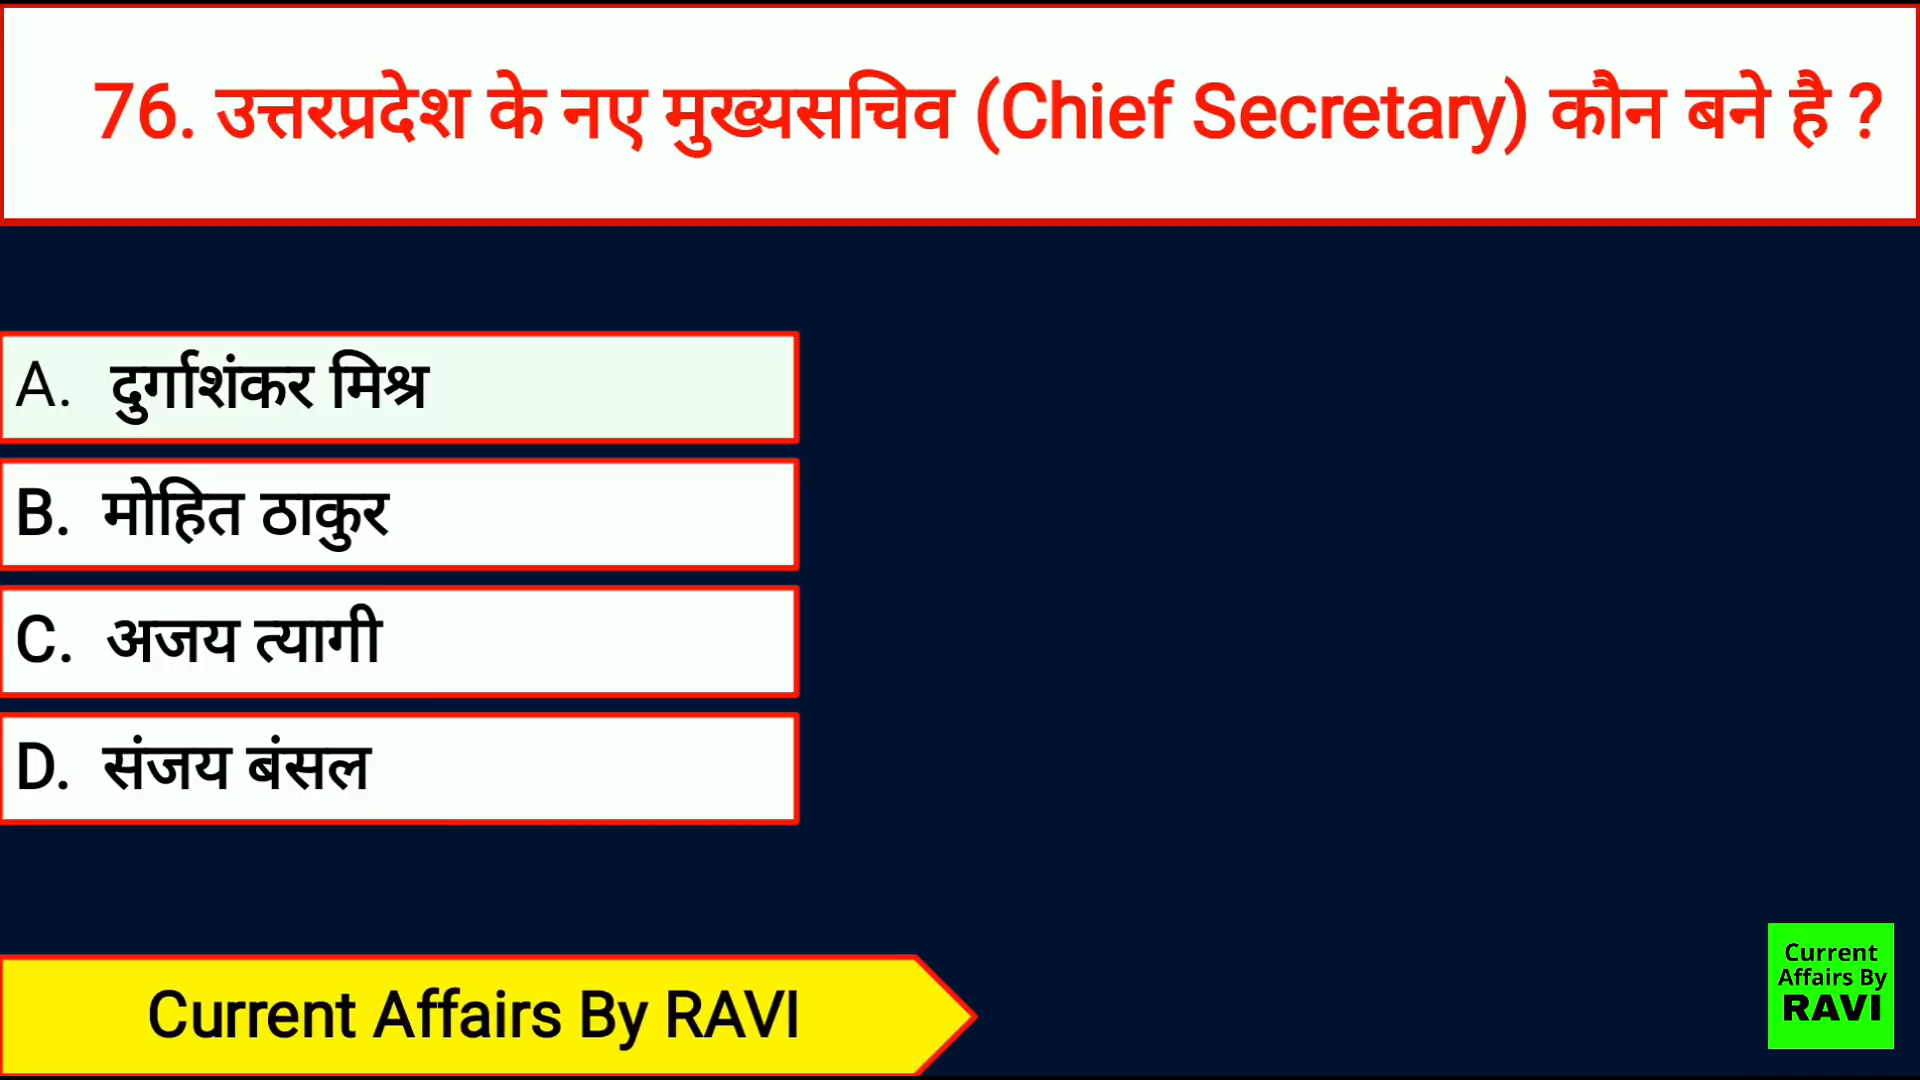 76. उत्तरप्रदेश के नए मुख्यसचिव (Chief Secretary) कौन बने है ?
A. दुर्गाशंकर मिश्र
B. मोहित ठाकुर
C. अजय त्यागी
D. संजय बंसल
Current Affairs By RAVI
Current
Affairs By
RAVI